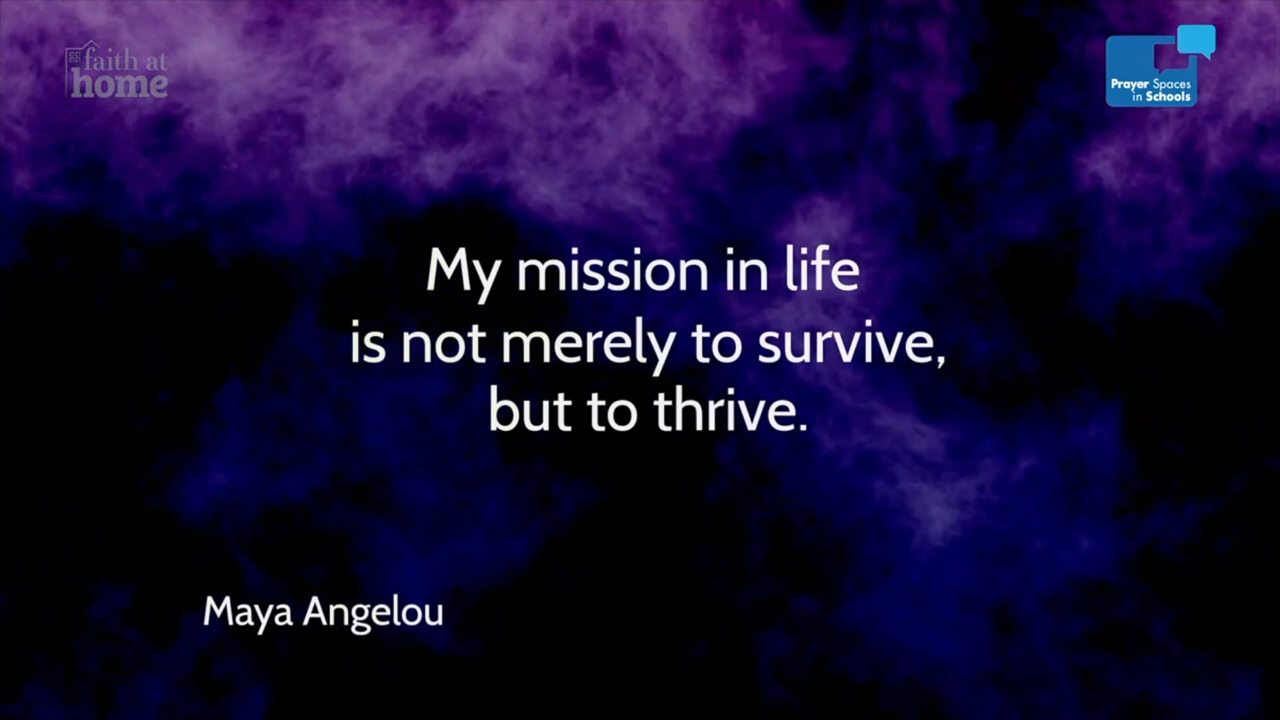 faith at
home
Prayer Spaces
in Schools
My mission in life
is not merely to survive,
but to thrive.
Maya Angelou